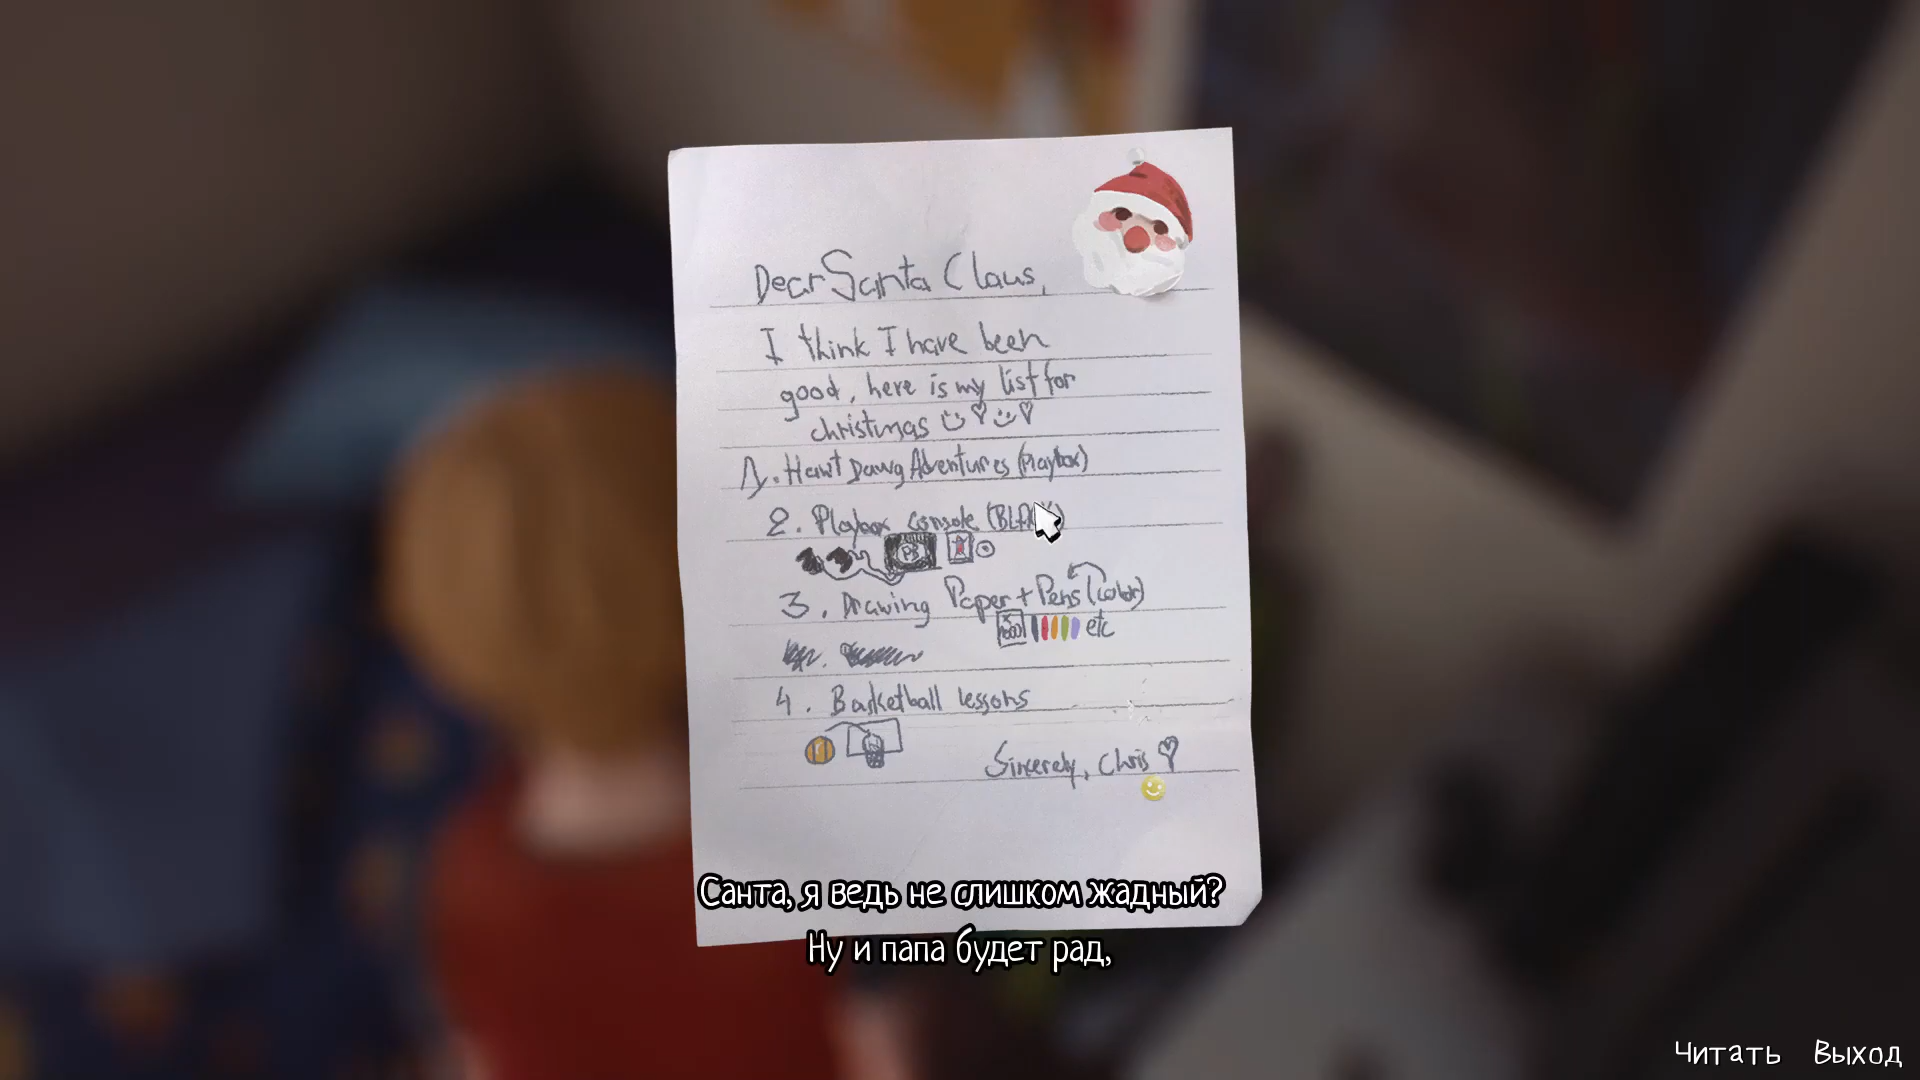 Dear Santa Claus,
I think I have been
good, here is my list for
christmas
1. Hawt Dawg Adventures (Playbox)
2. Playbox console
PB
3. Drawing Paper + Pens (color)
etc
4. Basketball lessons
Sincerely, Chris
Санта, я ведь не слишком жадный?
Ну и папа будет рад,
Читать Выход